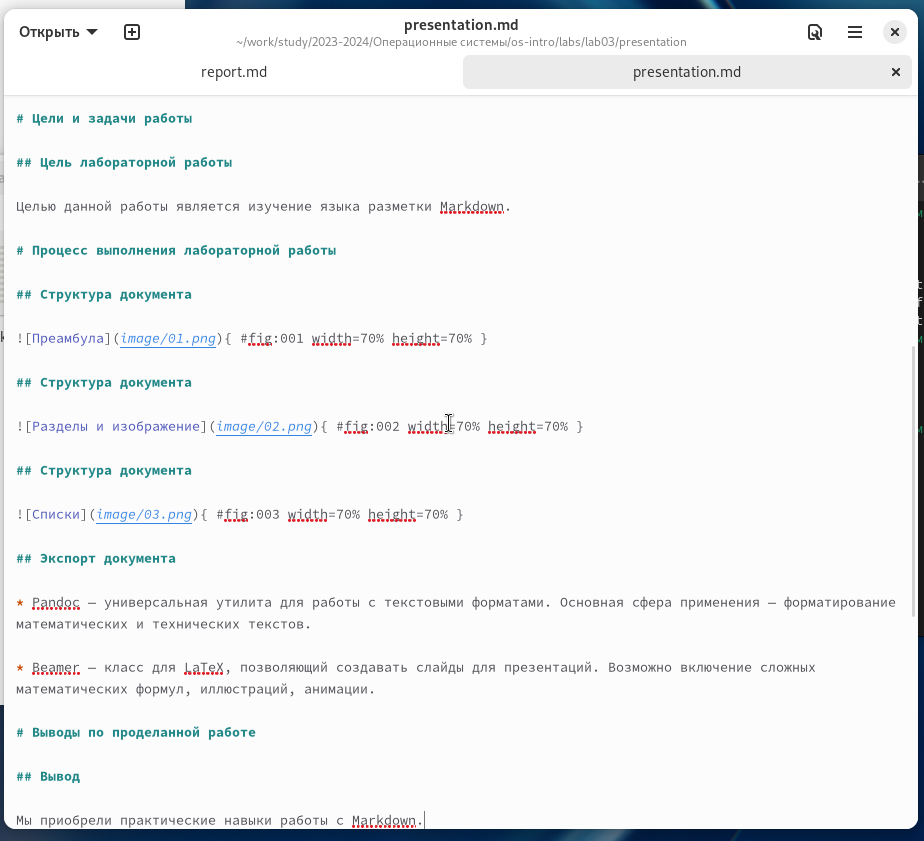 Открыть
presentation.md
~/work/study/2023-2024/Операционные системы/os-intro/labs/lab03/presentation
report.md
presentation.md
# Цели и задачи работы
## Цель лабораторной работы
Целью данной работы является изучение языка разметки Markdown.
# Процесс выполнения лабораторной работы
## Структура документа
![Преамбула](image/01.png){ #fig:001 width=70% height=70% }
## Структура документа
![Разделы и изображение](image/02.png){ #fig:002 width=70% height=70% }
## Структура документа
![Списки](image/03.png){ #fig:003 width=70% height=70% }
## Экспорт документа
* Pandoc — универсальная утилита для работы с текстовыми форматами. Основная сфера применения — форматирование
математических и технических текстов.
* Beamer — класс для LaTeX, позволяющий создавать слайды для презентаций. Возможно включение сложных
математических формул, иллюстраций, анимации.
# Выводы по проделанной работе
## Вывод
Мы приобрели практические навыки работы с Markdown.